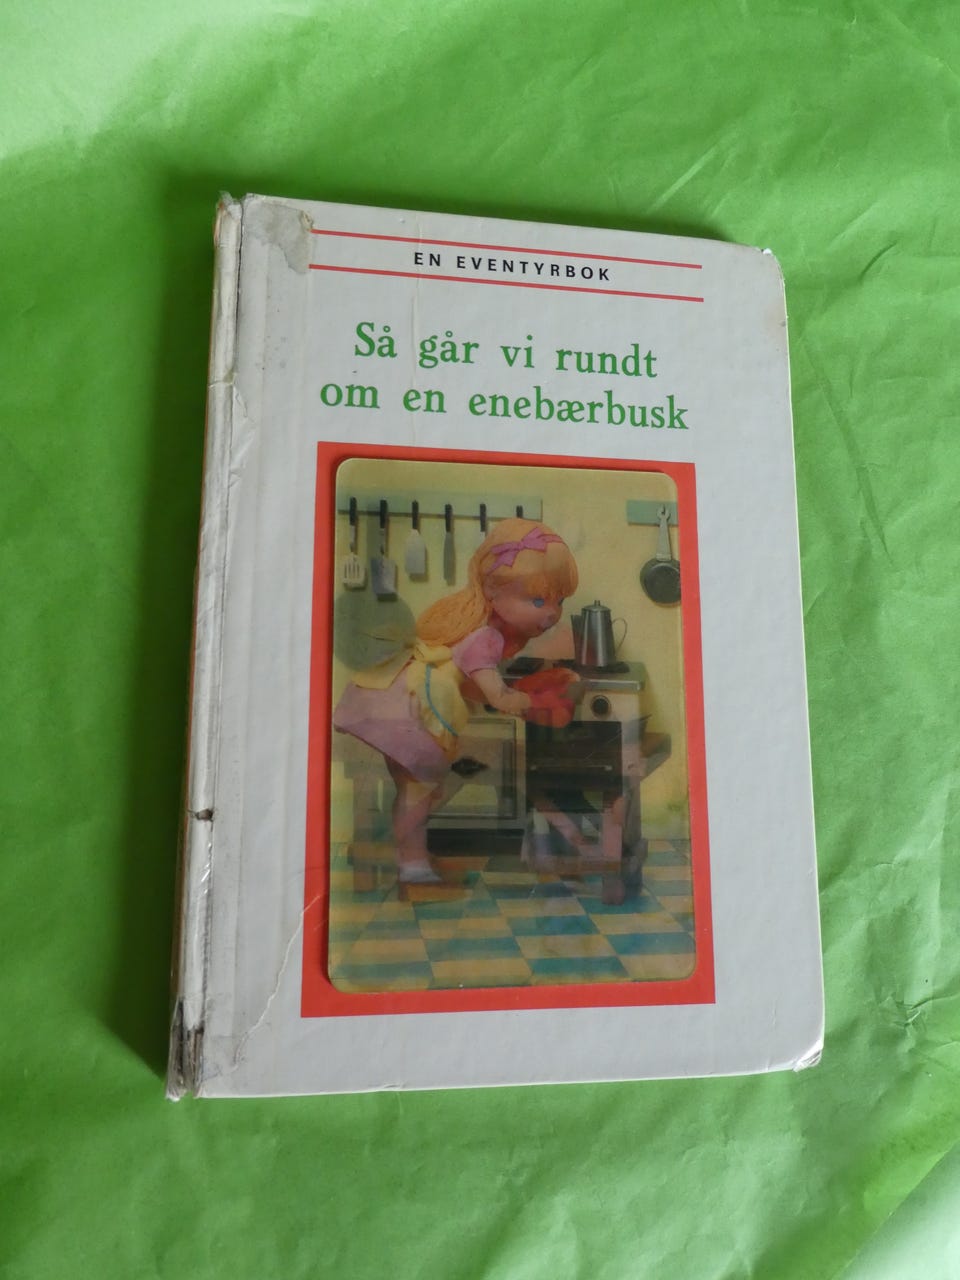 EN EVENTYRBOK
Så går vi rundt
om en enebærbusk